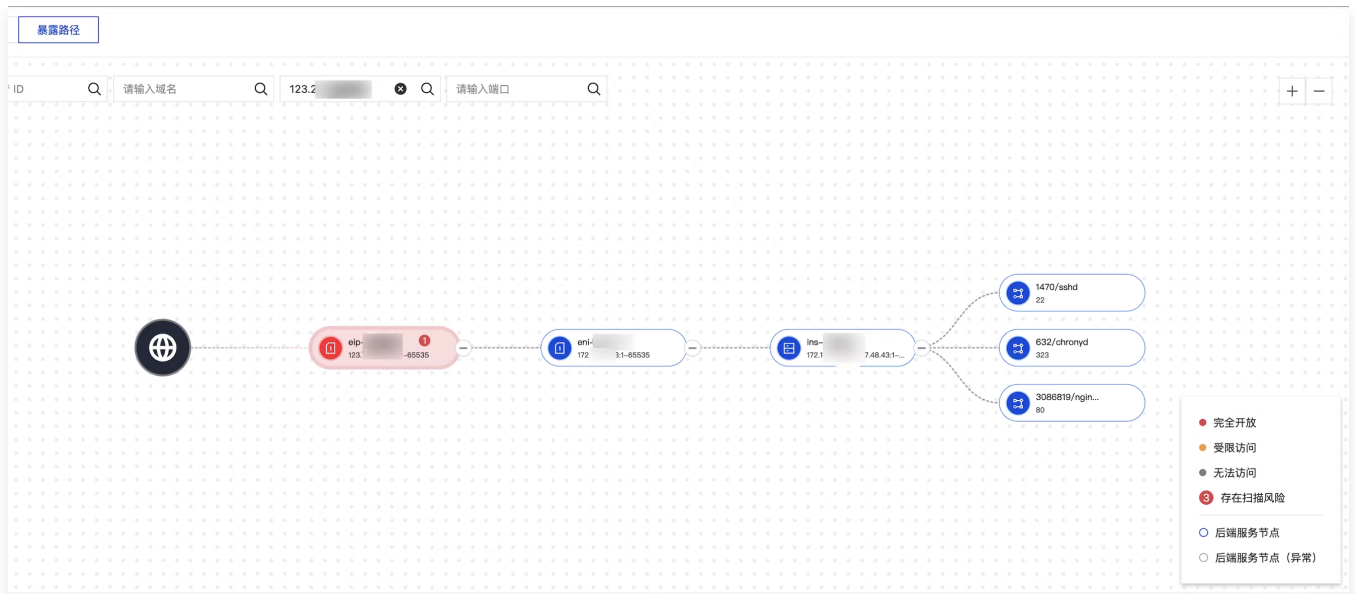 暴露路径
ID
请输入域名
123.2
请输入端口
eip-
1
123.
-65535
eni-
172
:1-65535
ins-
172.1
7.48.43:1-...
1470/sshd
22
632/chronyd
323
3086819/ngin...
80
完全开放
受限访问
无法访问
3 存在扫描风险
后端服务节点
后端服务节点（异常）